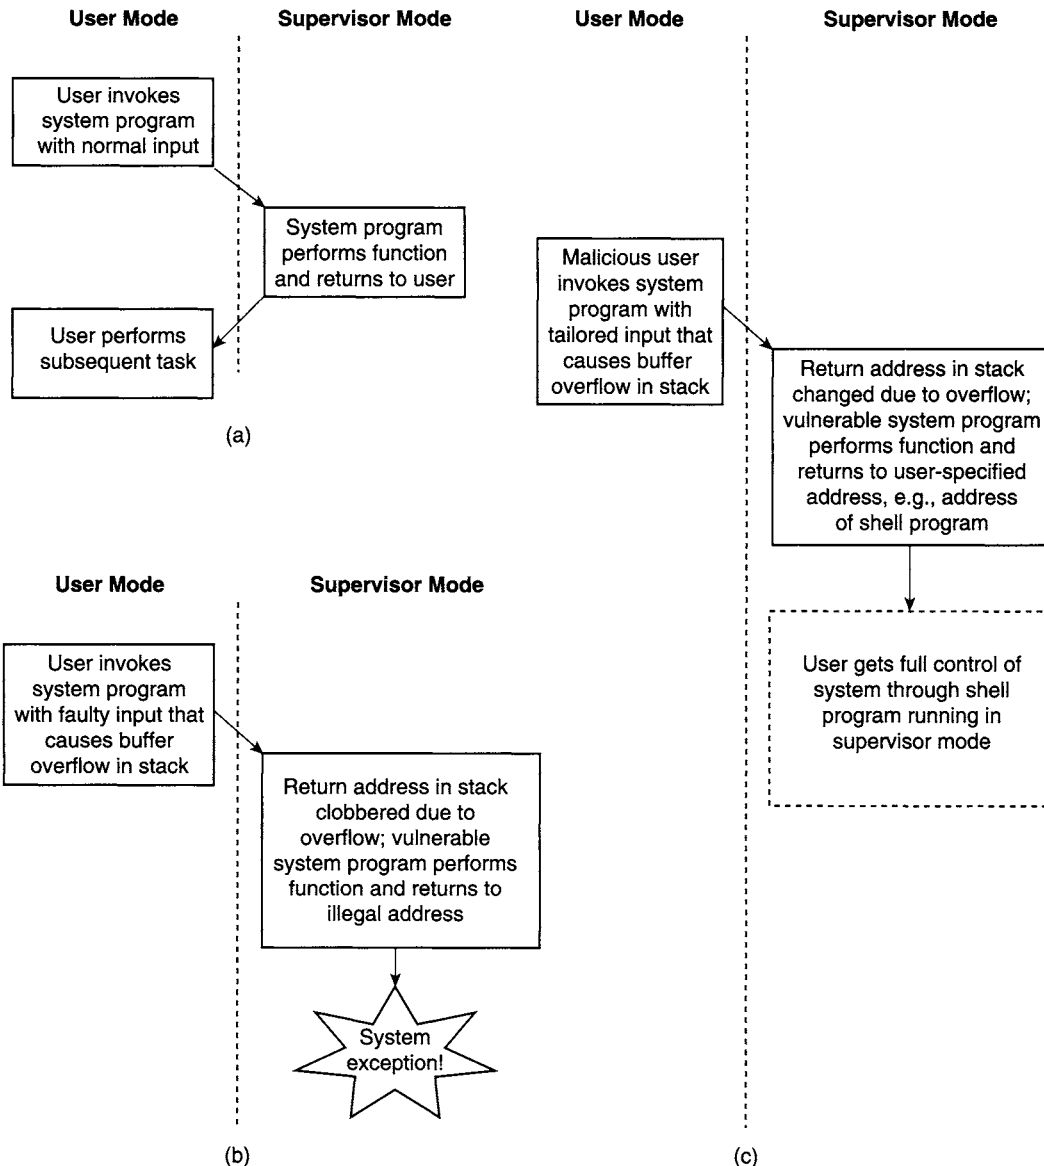 User Mode
Supervisor Mode
User invokes
system program
with normal input
System program
performs function
and returns to user
User performs
subsequent task
(a)
User Mode
Supervisor Mode
User invokes
system program
with faulty input that
causes buffer
overflow in stack
Return address in stack
clobbered due to
overflow; vulnerable
system program performs
function and returns to
illegal address
System
exception!
(b)
User Mode
Supervisor Mode
Malicious user
invokes system
program with
tailored input that
causes buffer
overflow in stack
Return address in stack
changed due to overflow;
vulnerable system program
performs function and
returns to user-specified
address, e.g., address
of shell program
User gets full control of
system through shell
program running in
supervisor mode
(c)